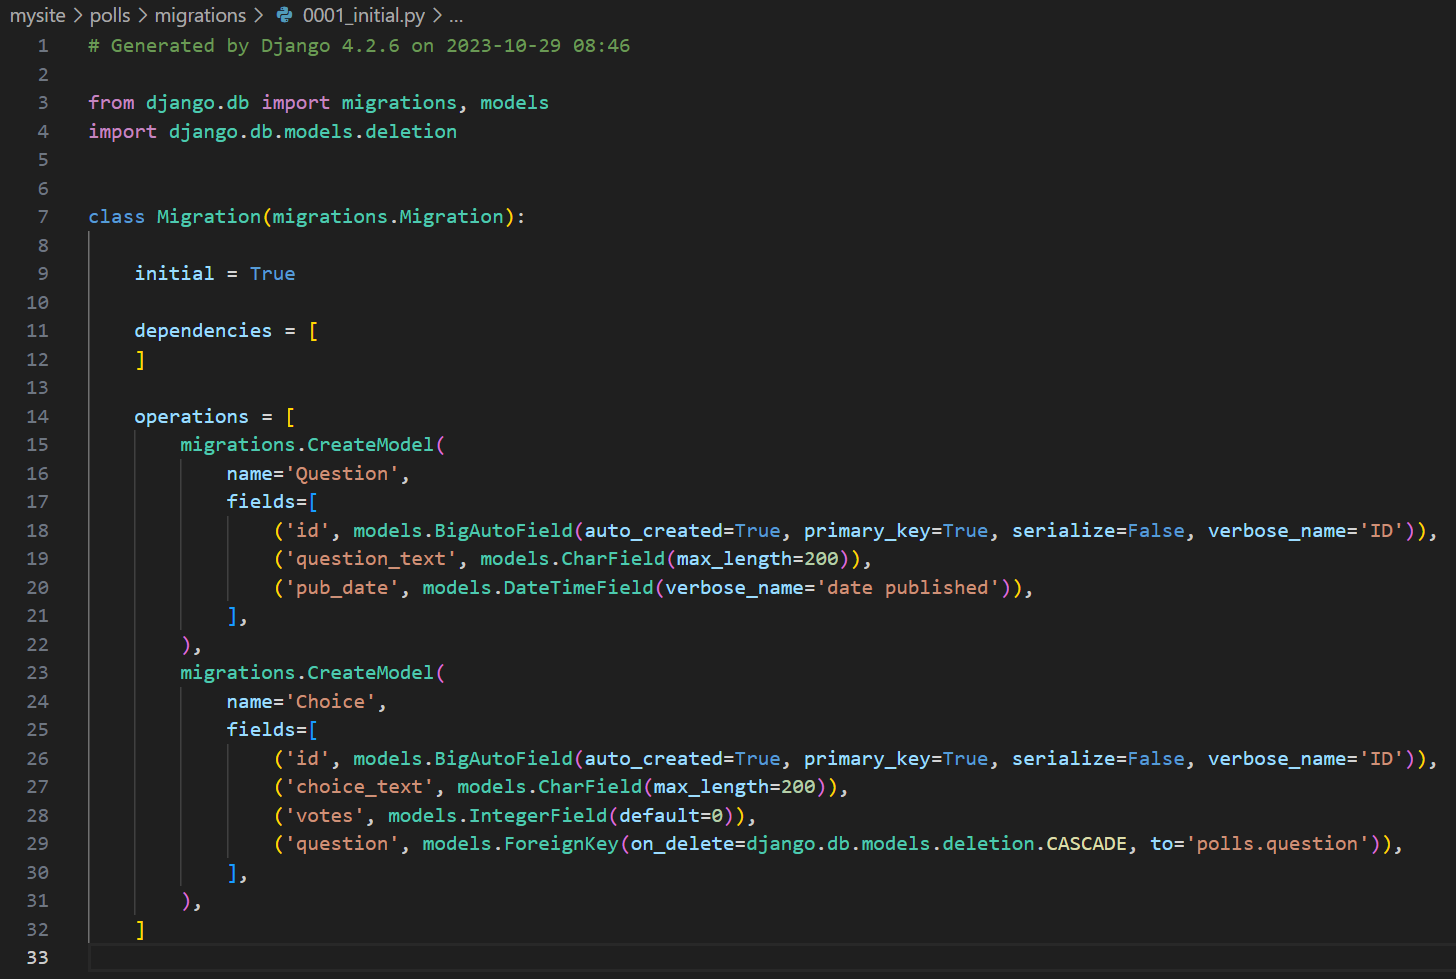 mysite > polls > migrations > 0001_initial.py > ...
1 # Generated by Django 4.2.6 on 2023-10-29 08:46
2
3 from django.db import migrations, models
4 import django.db.models.deletion
5
6
7 class Migration(migrations.Migration):
8
9     initial = True
10
11     dependencies = [
12     ]
13
14     operations = [
15         migrations.CreateModel(
16             name='Question',
17             fields=[
18                 ('id', models.BigAutoField(auto_created=True, primary_key=True, serialize=False, verbose_name='ID')),
19                 ('question_text', models.CharField(max_length=200)),
20                 ('pub_date', models.DateTimeField(verbose_name='date published')),
21             ],
22         ),
23         migrations.CreateModel(
24             name='Choice',
25             fields=[
26                 ('id', models.BigAutoField(auto_created=True, primary_key=True, serialize=False, verbose_name='ID')),
27                 ('choice_text', models.CharField(max_length=200)),
28                 ('votes', models.IntegerField(default=0)),
29                 ('question', models.ForeignKey(on_delete=django.db.models.deletion.CASCADE, to='polls.question')),
30             ],
31         ),
32     ]
33